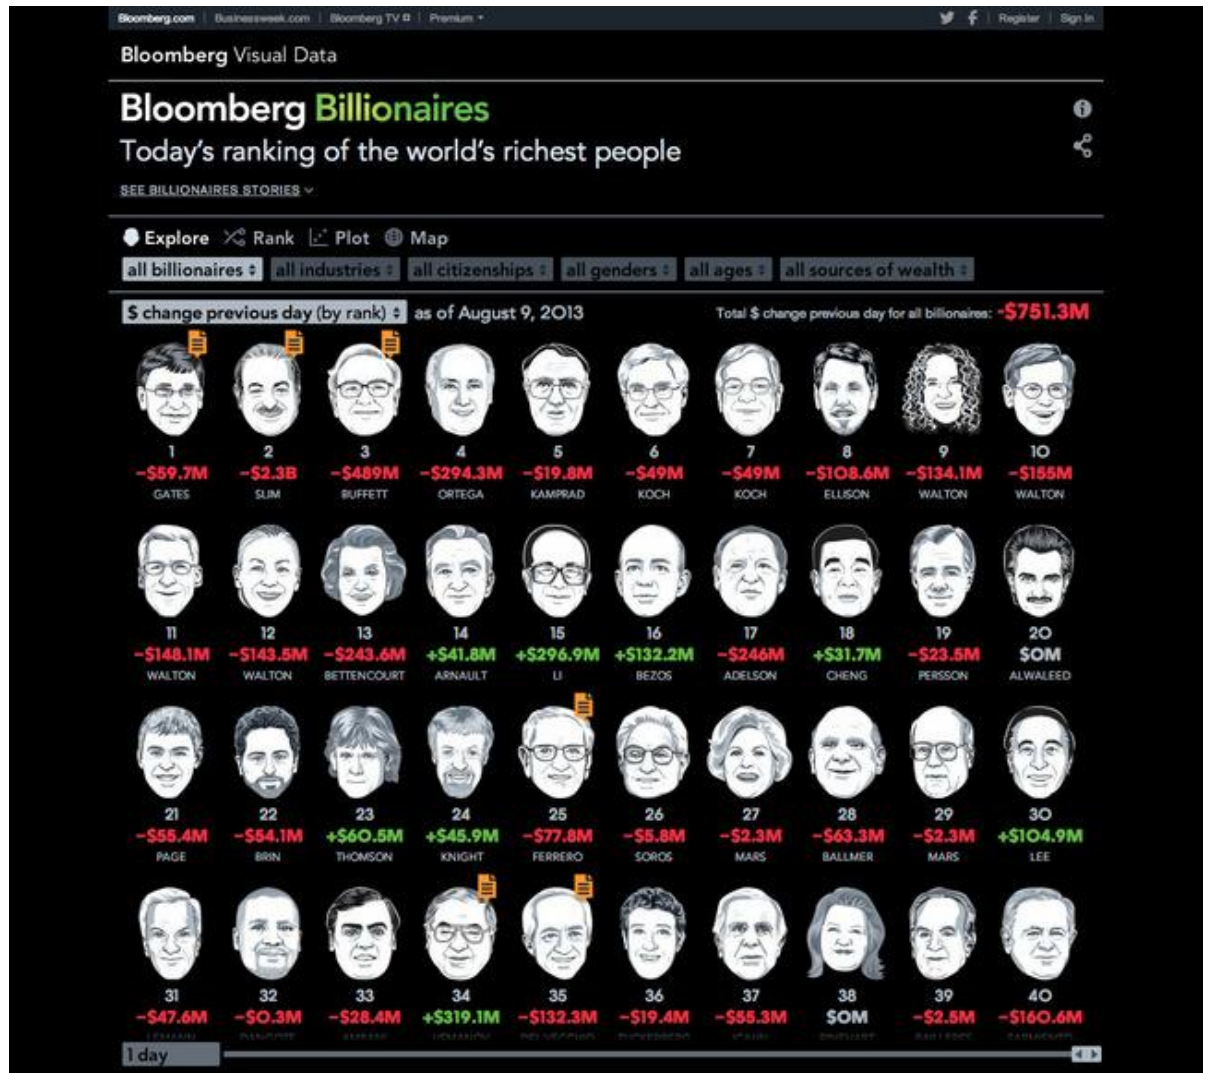 Bloomberg.com | Businessweek.com | Bloomberg TV | Premium | Register | Sign In
Bloomberg Visual Data
Bloomberg Billionaires
Today's ranking of the world's richest people
SEE BILLIONAIRES STORIES
Explore Rank Plot Map
all billionaires all industries all citizenships all genders all ages all sources of wealth
$ change previous day (by rank) as of August 9, 2013 Total $ change previous day for all billionaires: -$751.3M
1 2 3 4 5 6 7 8 9 10
-$59.7M -$2.3B -$489M -$294.3M -$19.8M -$49M -$49M -$108.6M -$134.1M -$155M
GATES SLIM BUFFETT ORTEGA KAMPRAD KOCH KOCH ELLISON WALTON WALTON
11 12 13 14 15 16 17 18 19 20
-$148.1M -$143.5M -$243.6M +$41.8M +$296.9M +$132.2M -$246M +$31.7M -$23.5M $0M
WALTON WALTON BETTENCOURT ARNAULT LI BEZOS ADELSON CHENG PERSSON ALWALEED
21 22 23 24 25 26 27 28 29 30
-$55.4M -$54.1M +$60.5M +$45.9M -$77.8M -$5.8M -$2.3M -$63.3M -$2.3M +$104.9M
PAGE BRIN THOMSON KNIGHT FERRERO SOROS MARS BALLMER MARS LEE
31 32 33 34 35 36 37 38 39 40
-$47.6M -$0.3M -$28.4M +$319.1M -$132.3M -$19.4M -$55.3M $0M -$2.5M -$160.6M
1 day